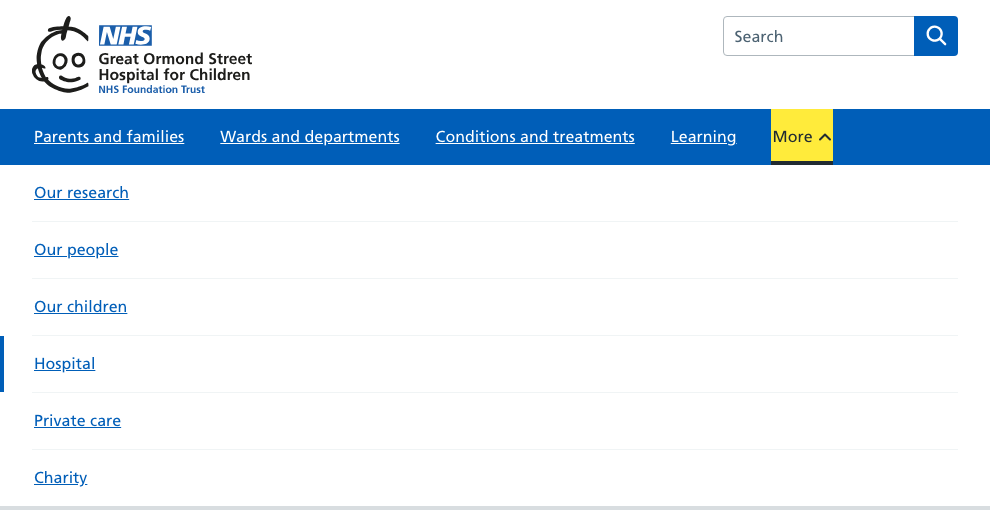 NHS
Great Ormond Street
Hospital for Children
NHS Foundation Trust
Search
Parents and families Wards and departments Conditions and treatments Learning More
Our research
Our people
Our children
Hospital
Private care
Charity